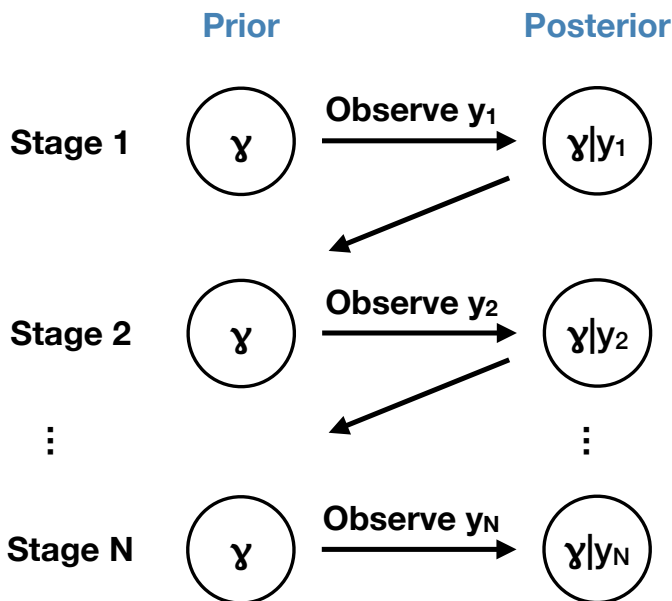 Prior Posterior
Stage 1 ɣ Observe y₁ ɣ|y₁
Stage 2 ɣ Observe y₂ ɣ|y₂
⋮ ⋮
Stage N ɣ Observe yN ɣ|yN